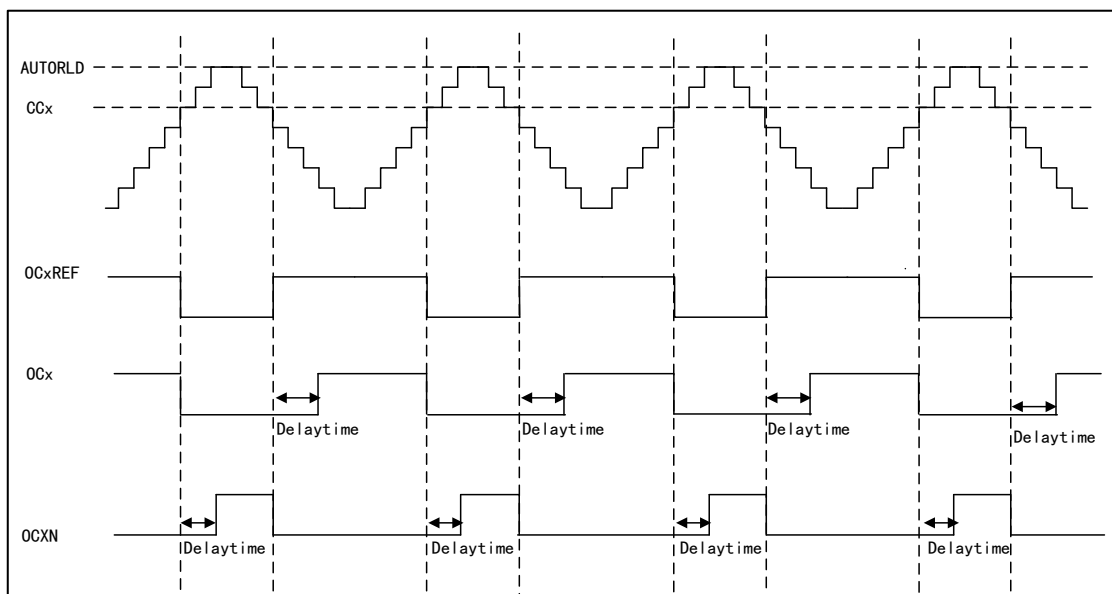 AUTORLD
CCx
OCxREF
OCx
Delaytime
Delaytime
Delaytime
Delaytime
OCXN
Delaytime
Delaytime
Delaytime
Delaytime